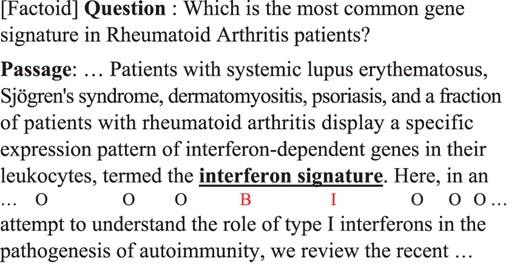 [Factoid] Question : Which is the most common gene
signature in Rheumatoid Arthritis patients?
Passage: ... Patients with systemic lupus erythematosus,
Sjögren's syndrome, dermatomyositis, psoriasis, and a fraction
of patients with rheumatoid arthritis display a specific
expression pattern of interferon-dependent genes in their
leukocytes, termed the interferon signature. Here, in an
... O O O B I O O O ...
attempt to understand the role of type I interferons in the
pathogenesis of autoimmunity, we review the recent ...